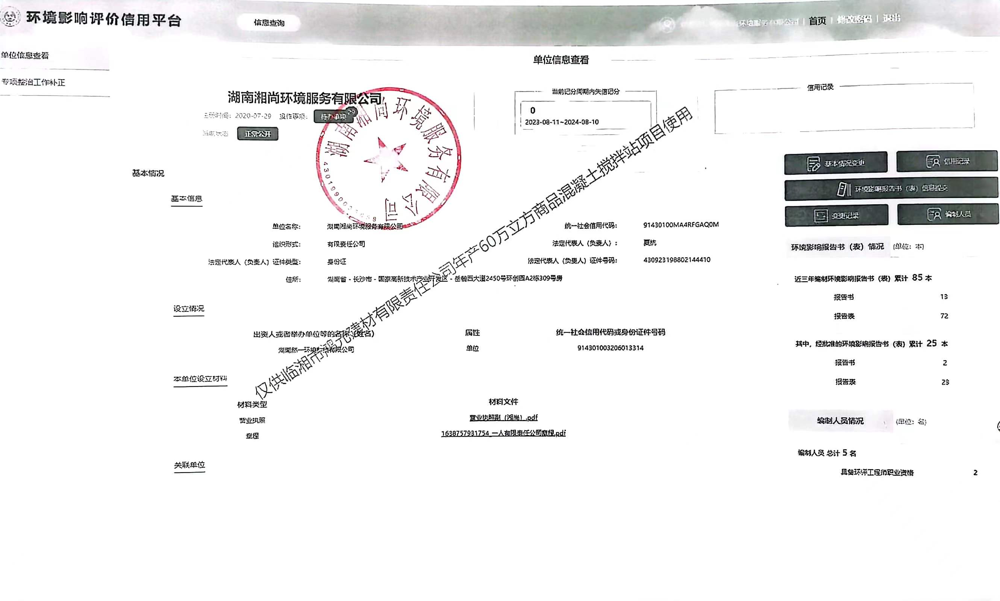 环境影响评价信用平台
信息查询
环境服务有限公司 | 首页 | 修改密码 | 退出
单位信息查看
专项整治工作补正
单位信息查看
湖南湘尚环境服务有限公司
注册时间: 2020-07-29 操作事项: 待办事项 29
当前状态 正常公开
当前记分周期内失信记分
0
2023-08-11~2024-08-10
信用记录
湖南湘尚环境服务有限公司
基本情况变更
信用记录
环境影响报告书（表）信息提交
变更记录
编制人员
基本情况
基本信息
单位名称: 湖南湘尚环境服务有限公司 统一社会信用代码: 91430100MA4RFGAQ0M
组织形式: 有限责任公司 法定代表人（负责人）: 夏抗
法定代表人（负责人）证件类型: 身份证 法定代表人（负责人）证件号码: 430923198802144410
住所: 湖南省 - 长沙市 - 国家高新技术产业开发区 - 岳麓西大道2450号环创园A2栋309号房
设立情况
出资人或者举办单位等的名称（姓名） 属性 统一社会信用代码或身份证件号码
单位 914301003206013314
本单位设立材料
材料类型 材料文件
营业执照 营业执照副（湘尚）.pdf
章程 1638757931754_一人有限责任公司章程.pdf
关联单位
环境影响报告书（表）情况 (单位: 本)
近三年编制环境影响报告书（表）累计 85 本
报告书 13
报告表 72
其中, 经批准的环境影响报告书（表）累计 25 本
报告书 2
报告表 23
编制人员情况 (单位: 名)
编制人员 总计 5 名
具备环评工程师职业资格 2
仅供临湘市鸿元建材有限责任公司年产60万立方商品混凝土搅拌站项目使用